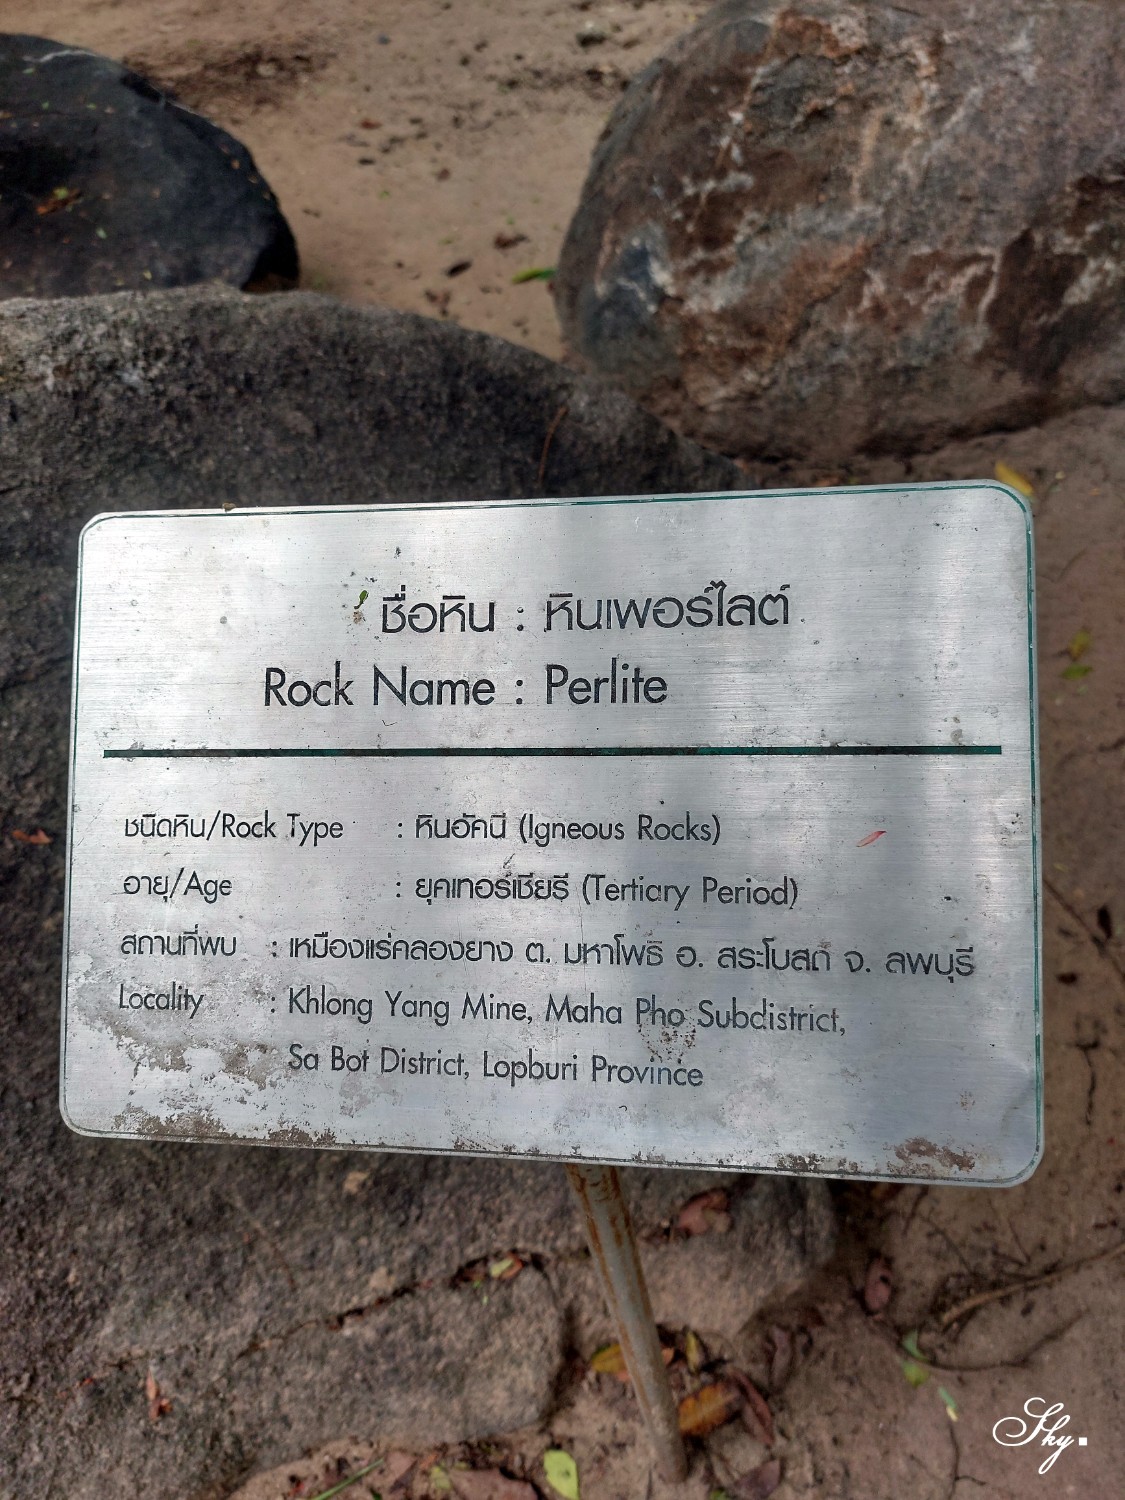 ชื่อหิน : หินเพอร์ไลต์
Rock Name : Perlite
ชนิดหิน/Rock Type : หินอัคนี (Igneous Rocks)
อายุ/Age : ยุคเทอร์เชียรี (Tertiary Period)
สถานที่พบ : เหมืองแร่คลองยาง ต. มหาโพธิ อ. สระโบสถ์ จ. ลพบุรี
Locality : Khlong Yang Mine, Maha Pho Subdistrict,
Sa Bot District, Lopburi Province
Sky.